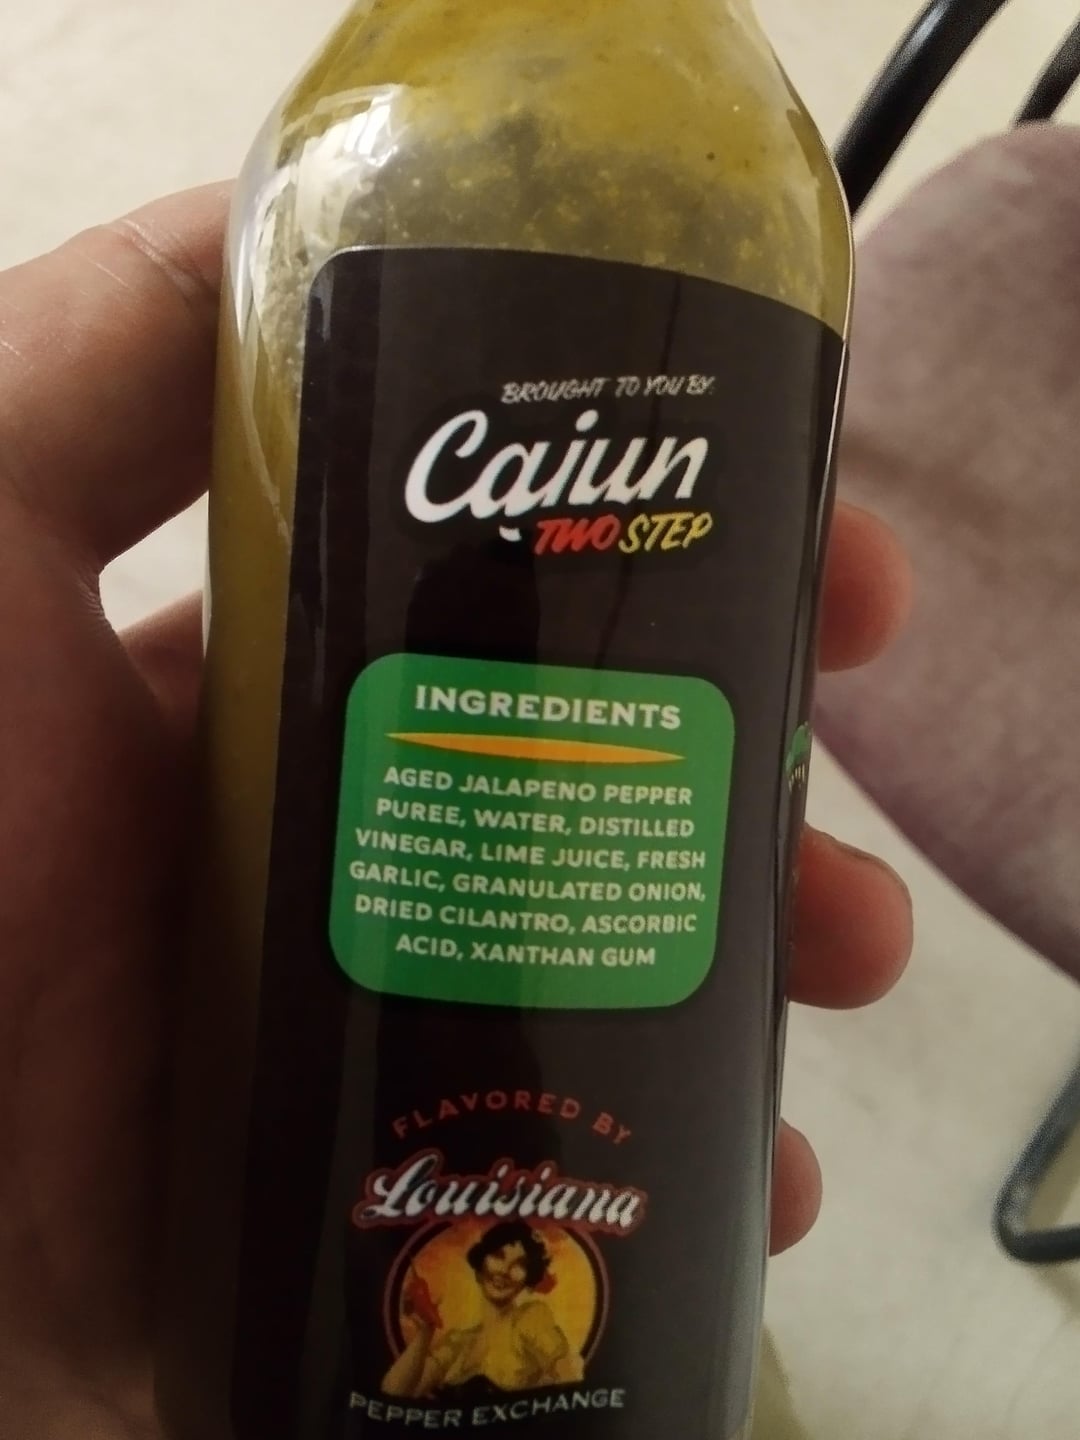 BROUGHT TO YOU BY:
Cajun
TWO STEP
INGREDIENTS
AGED JALAPENO PEPPER
PUREE, WATER, DISTILLED
VINEGAR, LIME JUICE, FRESH
GARLIC, GRANULATED ONION,
DRIED CILANTRO, ASCORBIC
ACID, XANTHAN GUM
FLAVORED BY
Louisiana
PEPPER EXCHANGE